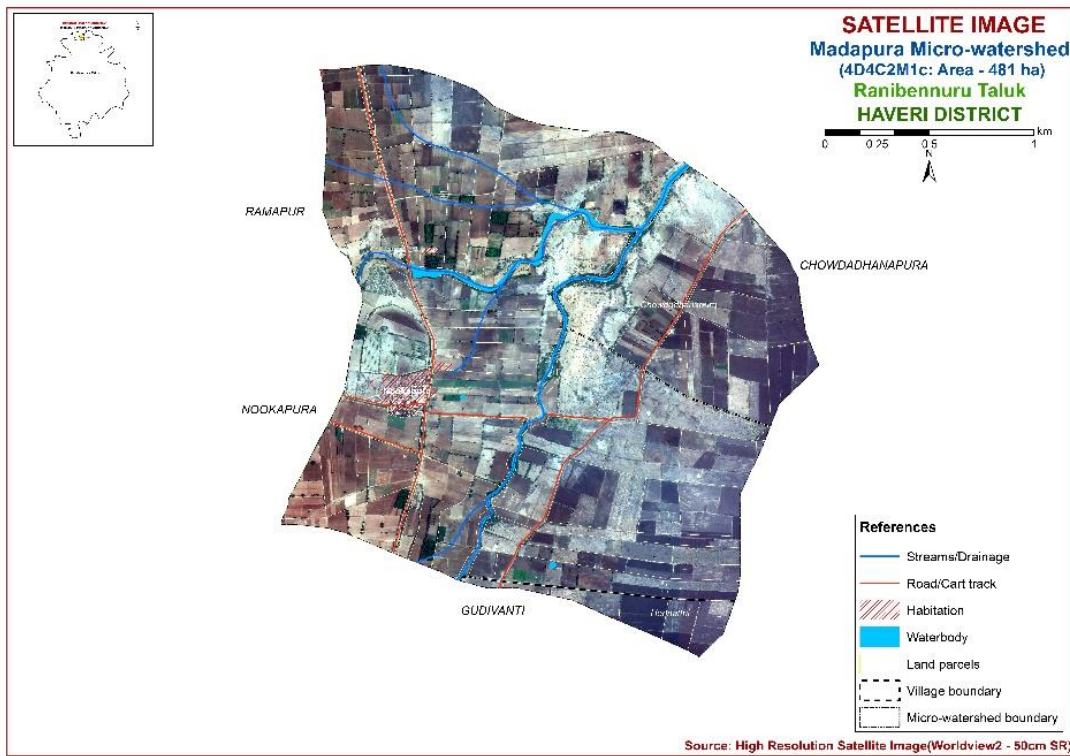 SATELLITE IMAGE
Madapura Micro-watershed
(4D4C2M1c: Area - 481 ha)
Ranibennuru Taluk
HAVERI DISTRICT
km
0 0.25 0.5 1
N
RAMAPUR
CHOWDADHANAPURA
Chowdadhanapura
NOOKAPURA
GUDIVANTI
References
Streams/Drainage
Road/Cart track
Habitation
Waterbody
Land parcels
Village boundary
Micro-watershed boundary
Source: High Resolution Satellite Image(Worldview2 - 50cm SR)